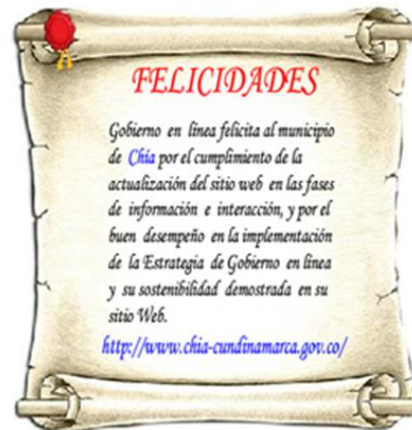 FELICIDADES
Gobierno en línea felicita al municipio
de Chía por el cumplimiento de la
actualización del sitio web en las fases
de información e interacción, y por el
buen desempeño en la implementación
de la Estrategia de Gobierno en línea
y su sostenibilidad demostrada en su
sitio Web.
http://www.chia-cundinamarca.gov.co/